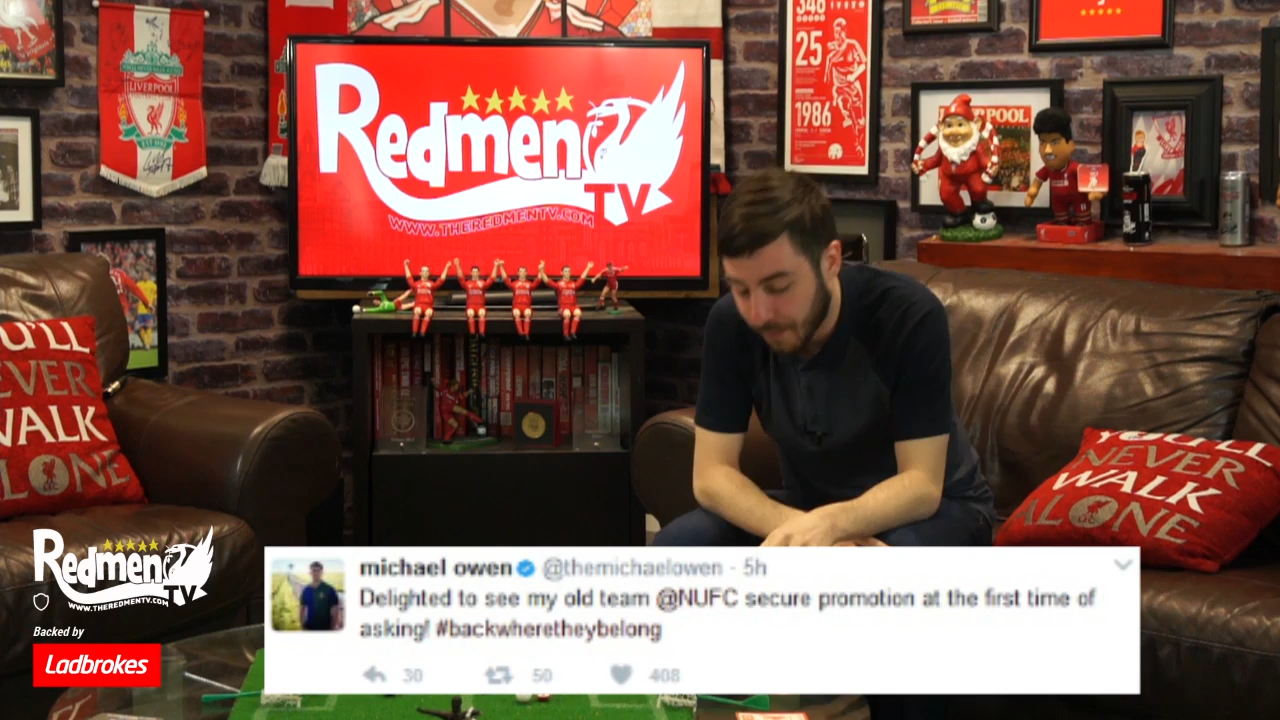 LIVERPOOL
Redmen
TV
WWW.THEREDMENTV.COM
25
1986
POOL
YOU'LL
NEVER
WALK
ALONE
YOU'LL
NEVER
WALK
ALONE
Redmen
TV
WWW.THEREDMENTV.COM
Backed by
Ladbrokes
michael owen @themichaelowen · 5h
Delighted to see my old team @NUFC secure promotion at the first time of
asking! #backwheretheybelong
30 50 408